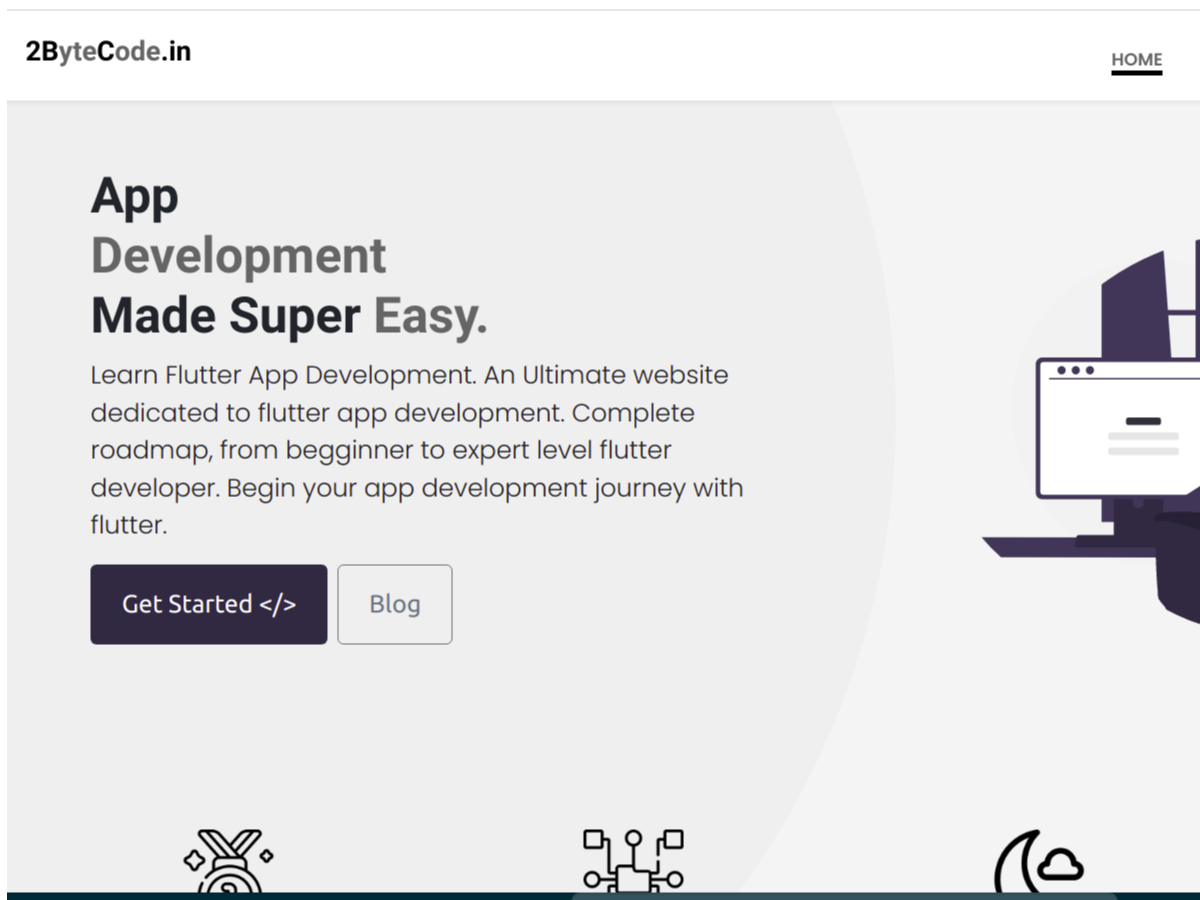 2ByteCode.in
HOME
App
Development
Made Super Easy.
Learn Flutter App Development. An Ultimate website
dedicated to flutter app development. Complete
roadmap, from begginner to expert level flutter
developer. Begin your app development journey with
flutter.
Get Started </> Blog